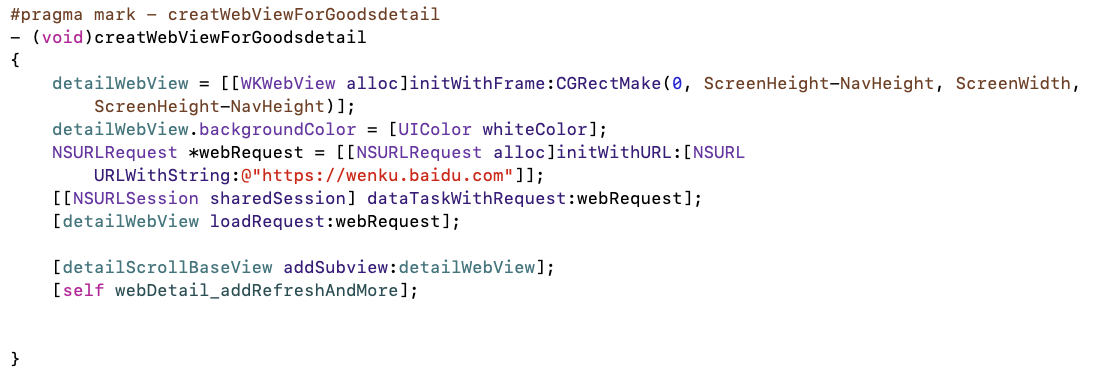 #pragma mark - creatWebViewForGoodsdetail
- (void)creatWebViewForGoodsdetail
{
    detailWebView = [[WKWebView alloc]initWithFrame:CGRectMake(0, ScreenHeight-NavHeight, ScreenWidth,
        ScreenHeight-NavHeight)];
    detailWebView.backgroundColor = [UIColor whiteColor];
    NSURLRequest *webRequest = [[NSURLRequest alloc]initWithURL:[NSURL
        URLWithString:@"https://wenku.baidu.com"]];
    [[NSURLSession sharedSession] dataTaskWithRequest:webRequest];
    [detailWebView loadRequest:webRequest];
    [detailScrollBaseView addSubview:detailWebView];
    [self webDetail_addRefreshAndMore];
}